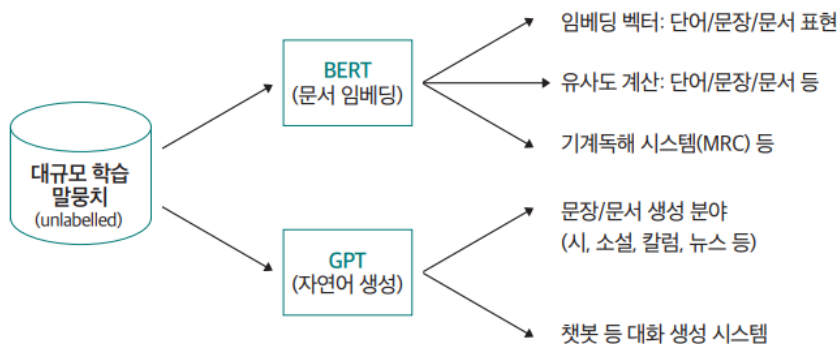 대규모 학습
말뭉치
(unlabelled)
BERT
(문서 임베딩)
임베딩 벡터: 단어/문장/문서 표현
유사도 계산: 단어/문장/문서 등
기계독해 시스템(MRC) 등
GPT
(자연어 생성)
문장/문서 생성 분야
(시, 소설, 칼럼, 뉴스 등)
챗봇 등 대화 생성 시스템